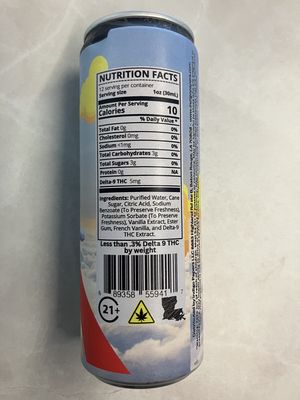 NUTRITION FACTS
12 serving per container
Serving size 1oz (30mL)
Amount Per Serving
Calories 10
% Daily Value*
Total Fat 0g 0%
Cholesterol 0mg 0%
Sodium <1mg 0%
Total Carbohydrates 3g 0%
Total Sugars 3g 0%
Protein 0g NA
Delta-9 THC 5mg
Ingredients: Purified Water, Cane
Sugar, Citric Acid, Sodium
Benzoate (To Preserve Freshness),
Potassium Sorbate (To Preserve
Freshness), Vanilla Extract, Ester
Gum, French Vanilla, and Delta-9
THC Extract.
Less than .3% Delta 9 THC
by weight
89358 55941
21+